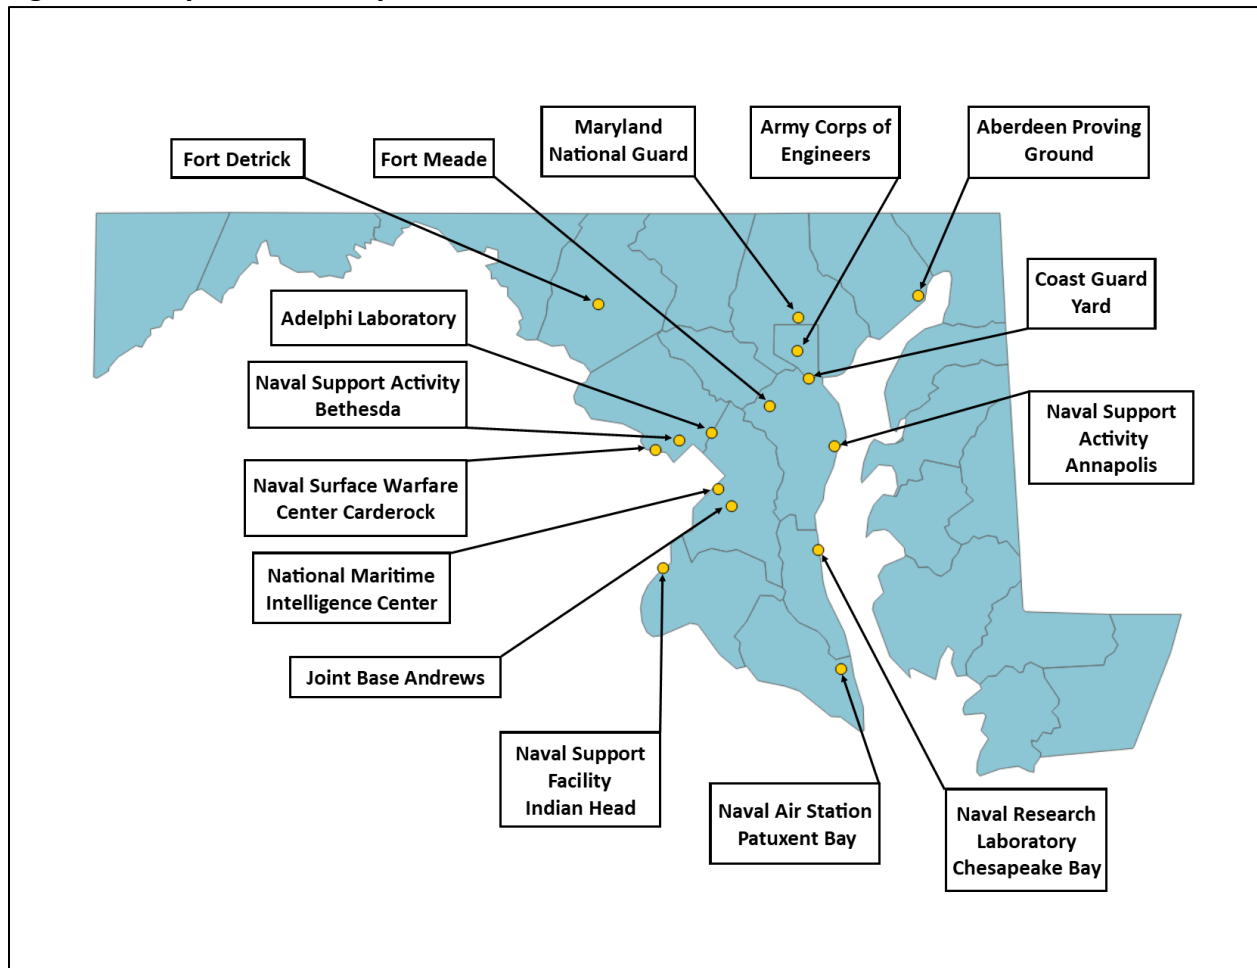 Maryland
National Guard
Army Corps of
Engineers
Aberdeen Proving
Ground
Fort Detrick
Fort Meade
Coast Guard
Yard
Adelphi Laboratory
Naval Support Activity
Bethesda
Naval Support
Activity
Annapolis
Naval Surface Warfare
Center Carderock
National Maritime
Intelligence Center
Joint Base Andrews
Naval Support
Facility
Indian Head
Naval Air Station
Patuxent Bay
Naval Research
Laboratory
Chesapeake Bay